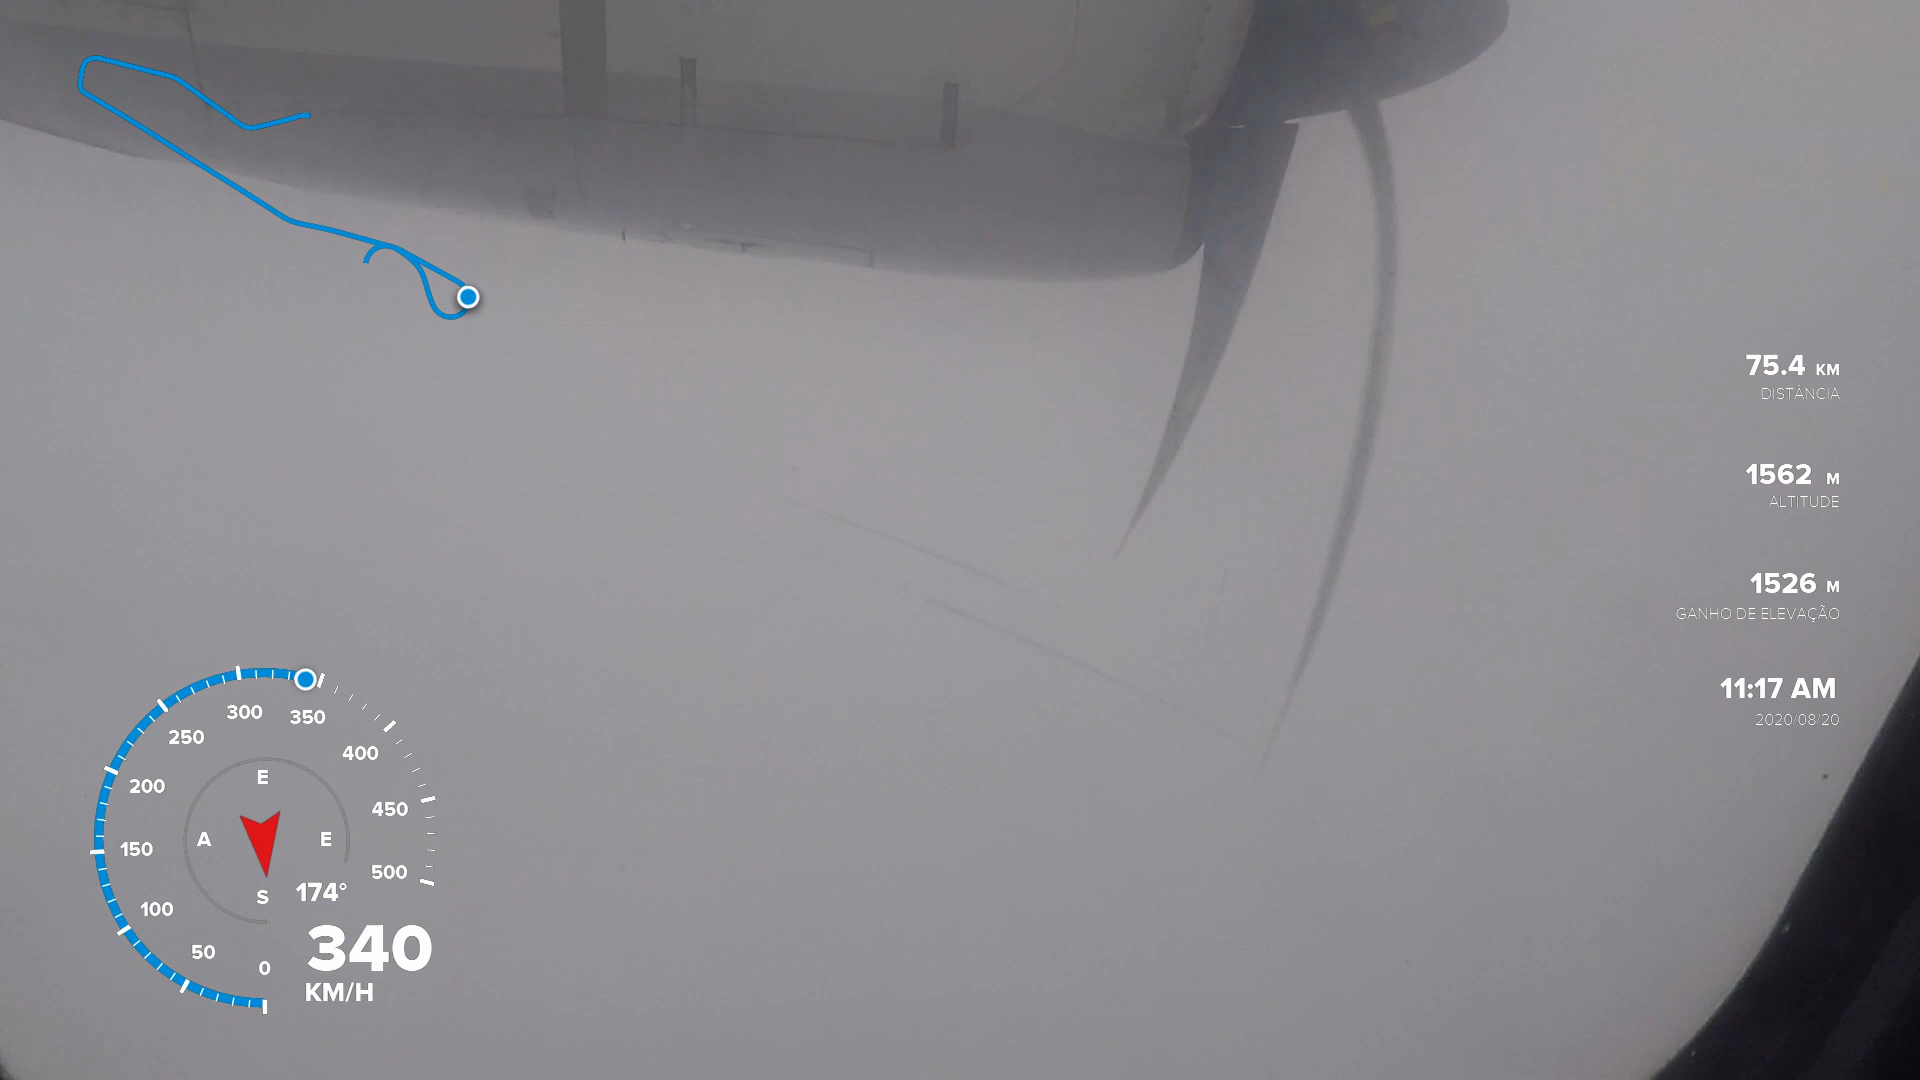 75.4 KM
DISTÂNCIA
1562 M
ALTITUDE
1526 M
GANHO DE ELEVAÇÃO
11:17 AM
2020/08/20
300
350
250
400
200
450
150
500
100
50
0
E
A
E
S
174°
340
KM/H